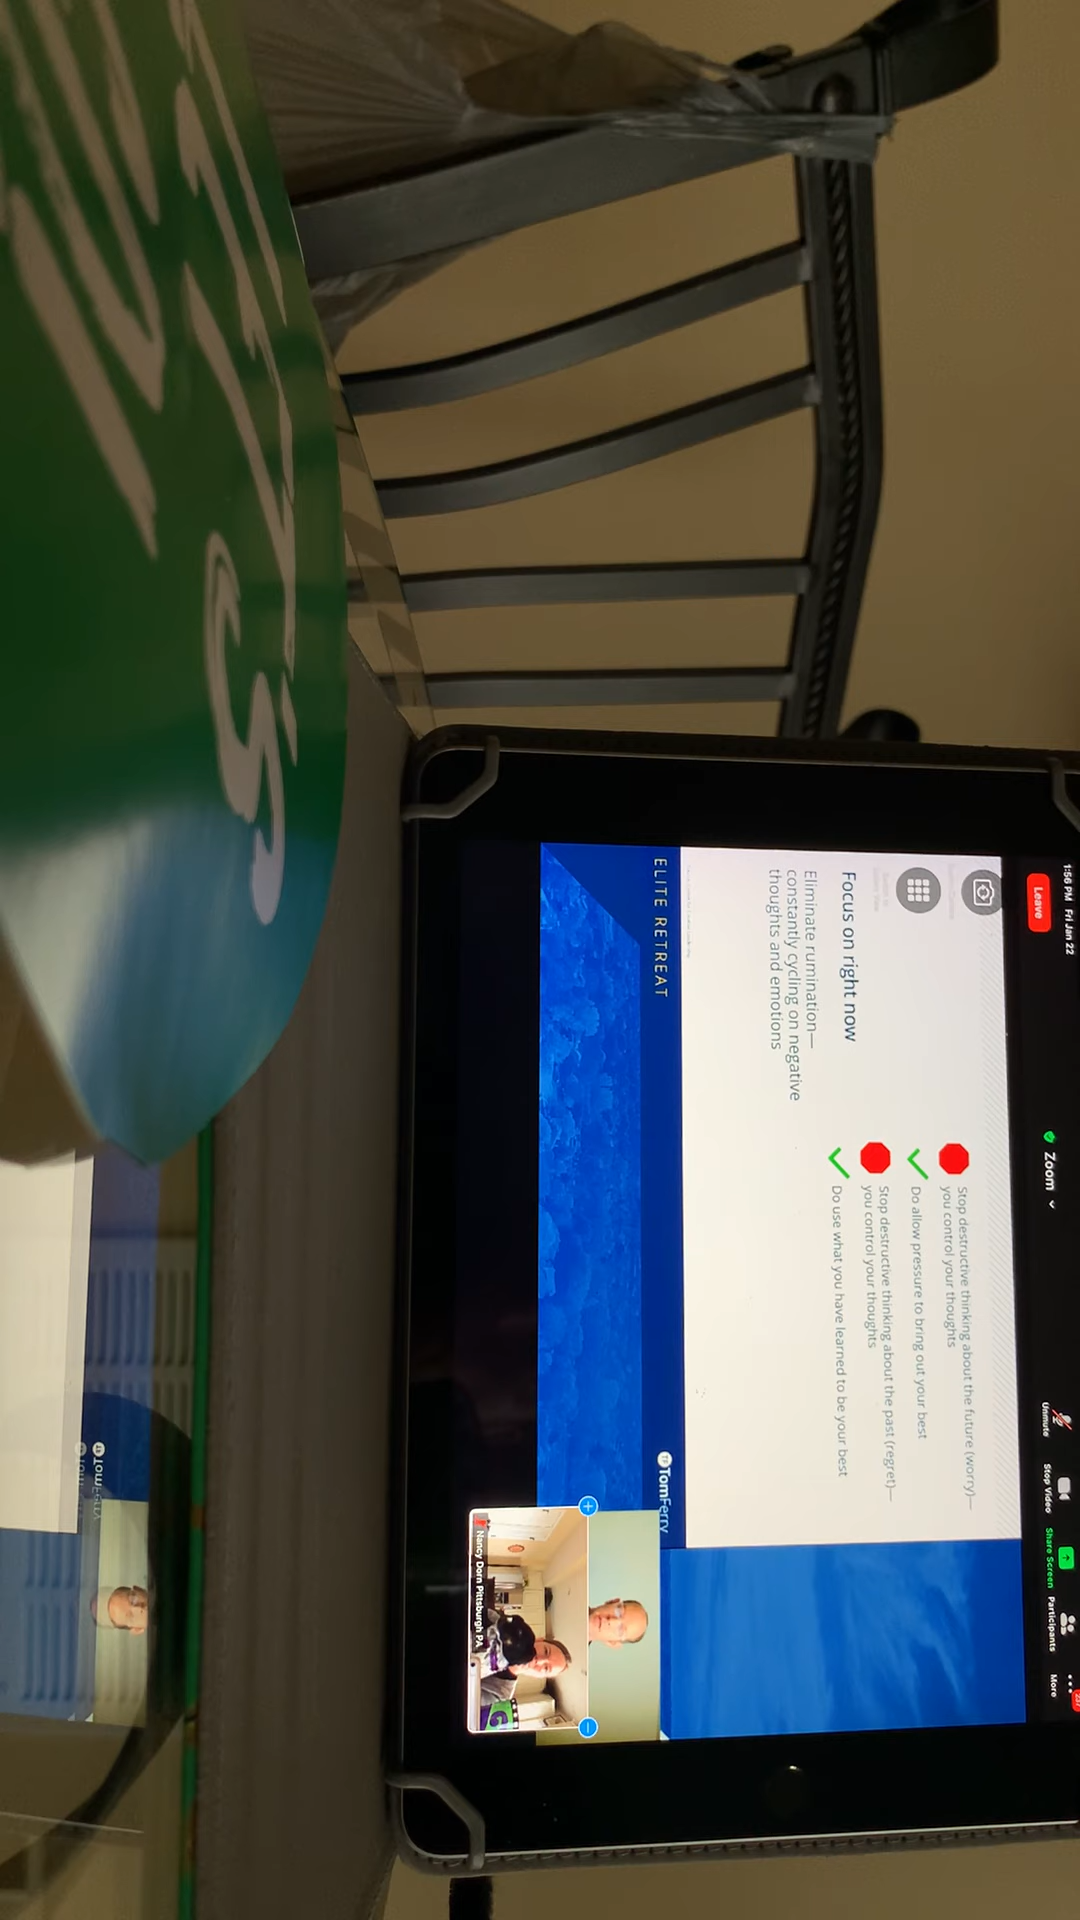 1:56 PM Fri Jan 22
Leave
Zoom
Unmute
Stop Video
Share Screen
Participants
More
Focus on right now
Eliminate rumination—
constantly cycling on negative
thoughts and emotions
Stop destructive thinking about the future (worry)—
you control your thoughts
Do allow pressure to bring out your best
Stop destructive thinking about the past (regret)—
you control your thoughts
Do use what you have learned to be your best
ELITE RETREAT
TomFerry
Nancy Dorn Pittsburgh PA